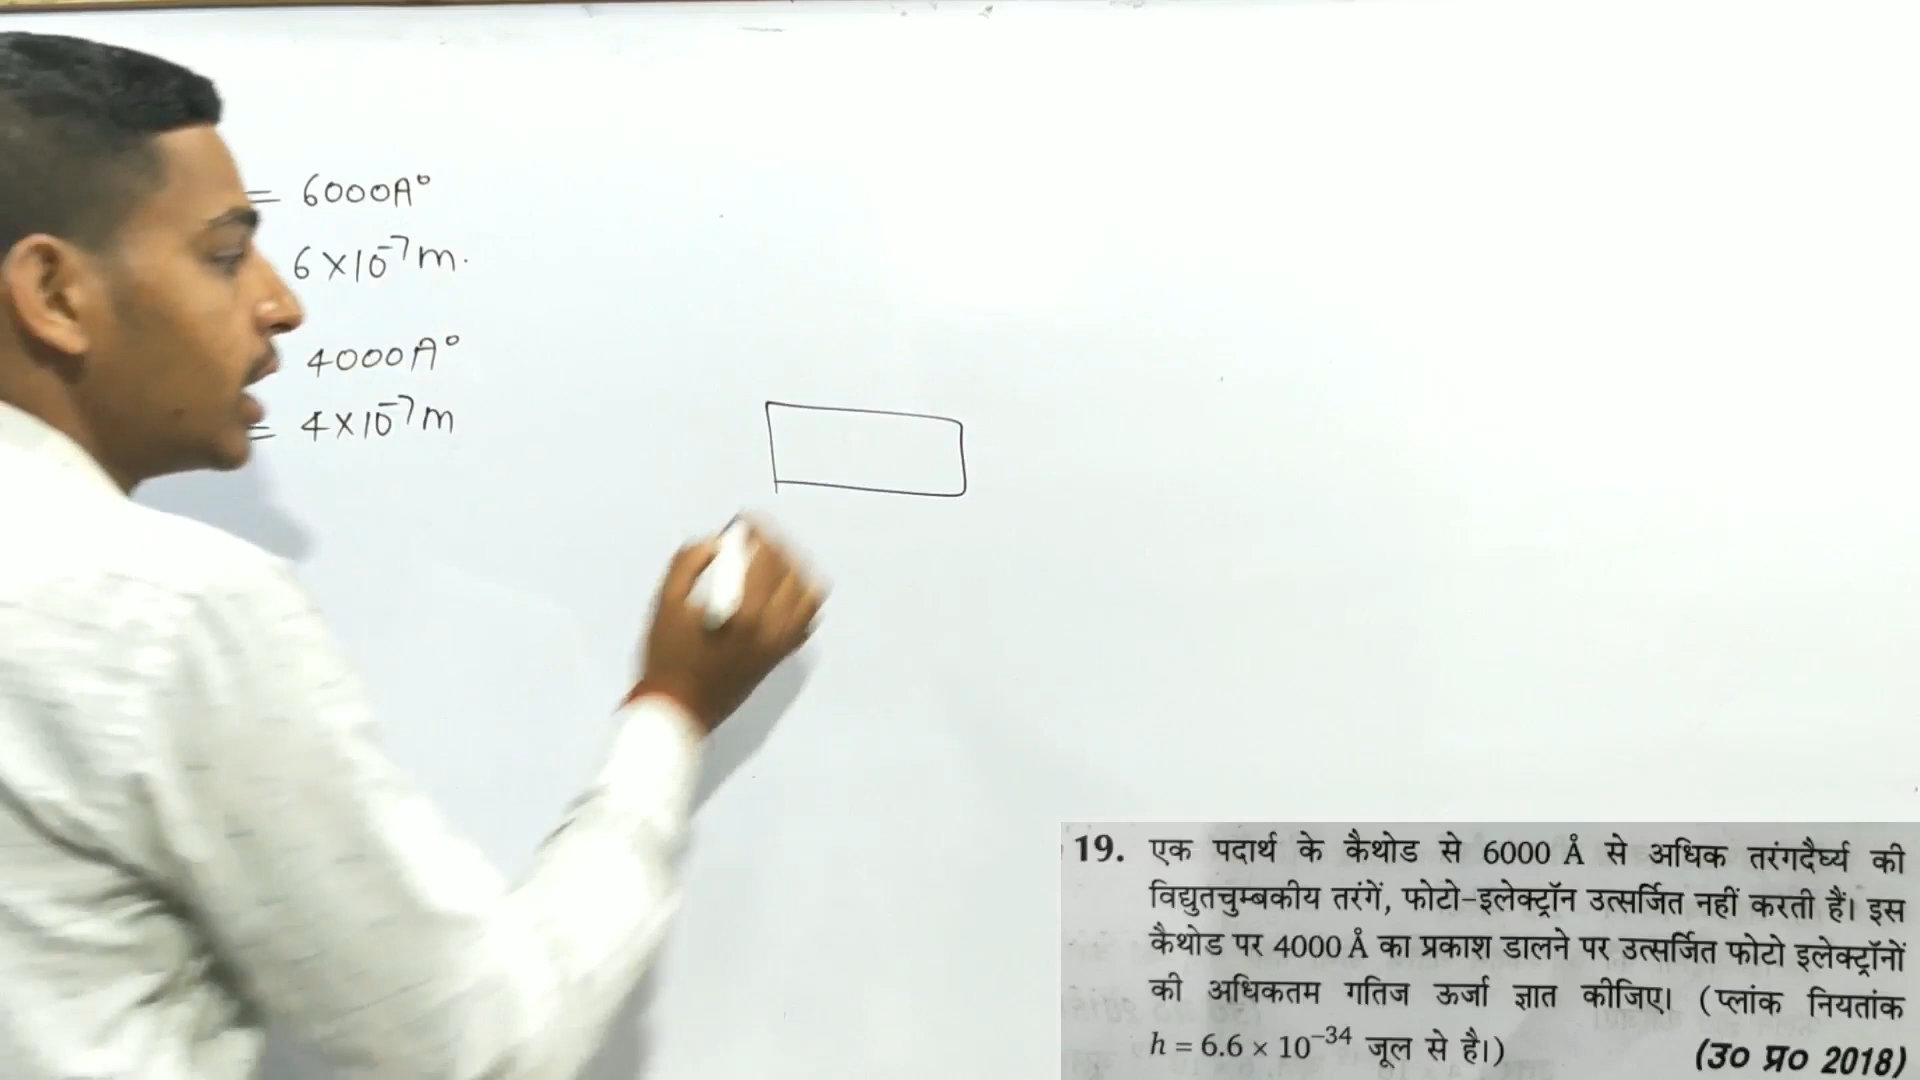 = 6000A°
6×10⁻⁷m.
4000A°
= 4×10⁻⁷m
19. एक पदार्थ के कैथोड से 6000 Å से अधिक तरंगदैर्घ्य की
विद्युतचुम्बकीय तरंगें, फोटो-इलेक्ट्रॉन उत्सर्जित नहीं करती हैं। इस
कैथोड पर 4000 Å का प्रकाश डालने पर उत्सर्जित फोटो इलेक्ट्रॉनों
की अधिकतम गतिज ऊर्जा ज्ञात कीजिए। (प्लांक नियतांक
h = 6.6 × 10⁻³⁴ जूल से है।)
(उ० प्र० 2018)